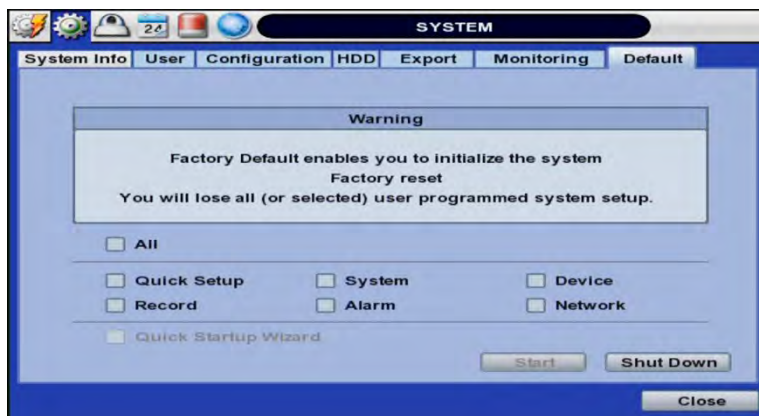 24
SYSTEM
System Info User Configuration HDD Export Monitoring Default
Warning
Factory Default enables you to initialize the system
Factory reset
You will lose all (or selected) user programmed system setup.
All
Quick Setup System Device
Record Alarm Network
Quick Startup Wizard
Start Shut Down
Close